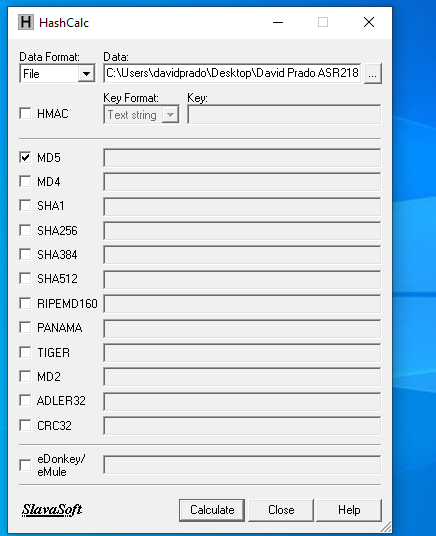 HashCalc
Data Format: Data:
File C:\Users\davidprado\Desktop\David Prado ASR218 ...
Key Format: Key:
HMAC Text string
MD5
MD4
SHA1
SHA256
SHA384
SHA512
RIPEMD160
PANAMA
TIGER
MD2
ADLER32
CRC32
eDonkey/
eMule
SlavaSoft Calculate Close Help